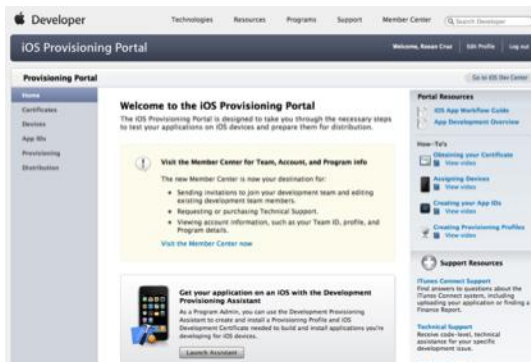 Developer
Technologies Resources Programs Support Member Center Search Developer
iOS Provisioning Portal
Welcome, Edit Profile Log out
Provisioning Portal
Go to iOS Dev Center
Home
Certificates
Devices
App IDs
Provisioning
Distribution
Welcome to the iOS Provisioning Portal
The iOS Provisioning Portal is designed to take you through the necessary steps
to test your applications on iOS devices and prepare them for distribution.
Visit the Member Center for Team, Account, and Program info
The new Member Center is now your destination for:
Sending invitations to join your development team and editing
existing development team members.
Requesting or purchasing Technical Support.
Viewing account information, such as your Team ID, profile, and
Program details.
Visit the Member Center now
Get your application on an iOS with the Development
Provisioning Assistant
As a Program Admin, you can use the Development Provisioning
Assistant to create and install a Provisioning Profile and iOS
Development Certificate needed to build and install applications you're
developing for iOS devices.
Launch Assistant
Portal Resources
iOS App Workflow Guide
App Development Overview
How-To's
Obtaining your Certificate
View video
Assigning Devices
View video
Creating your App IDs
View video
Creating Provisioning Profiles
View video
Support Resources
iTunes Connect Support
Find answers to questions about the
iTunes Connect system, including
uploading your application or finding a
Finance Report.
Technical Support
Receive code-level, technical
assistance for your specific
development issue.